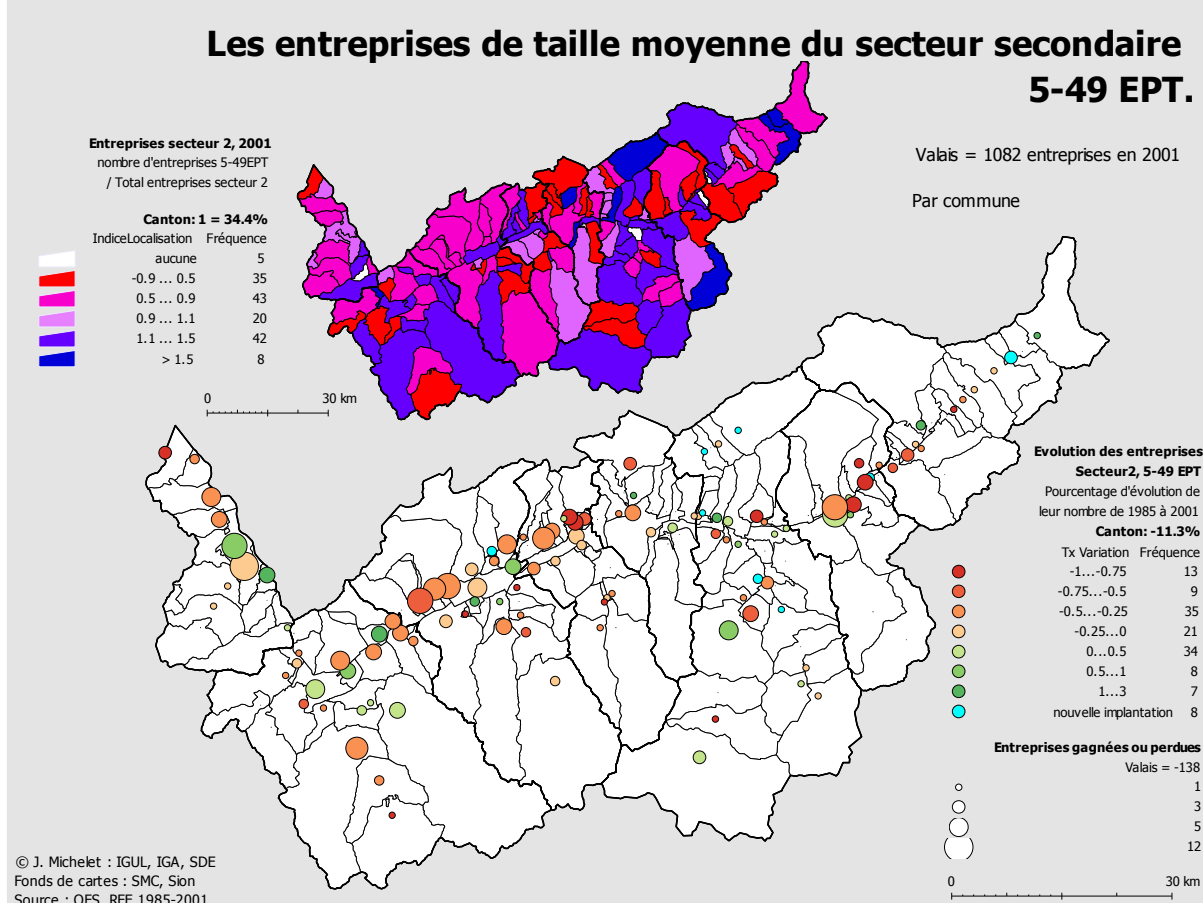 Les entreprises de taille moyenne du secteur secondaire
5-49 EPT.
Entreprises secteur 2, 2001
nombre d'entreprises 5-49EPT
/ Total entreprises secteur 2
Canton: 1 = 34.4%
IndiceLocalisation Fréquence
aucune 5
-0.9 ... 0.5 35
0.5 ... 0.9 43
0.9 ... 1.1 20
1.1 ... 1.5 42
> 1.5 8
0 30 km
Valais = 1082 entreprises en 2001
Par commune
Evolution des entreprises
Secteur2, 5-49 EPT
Pourcentage d'évolution de
leur nombre de 1985 à 2001
Canton: -11.3%
Tx Variation Fréquence
-1...-0.75 13
-0.75...-0.5 9
-0.5...-0.25 35
-0.25...0 21
0...0.5 34
0.5...1 8
1...3 7
nouvelle implantation 8
Entreprises gagnées ou perdues
Valais = -138
1
3
5
12
0 30 km
© J. Michelet : IGUL, IGA, SDE
Fonds de cartes : SMC, Sion
Source : OFS, RFE 1985-2001